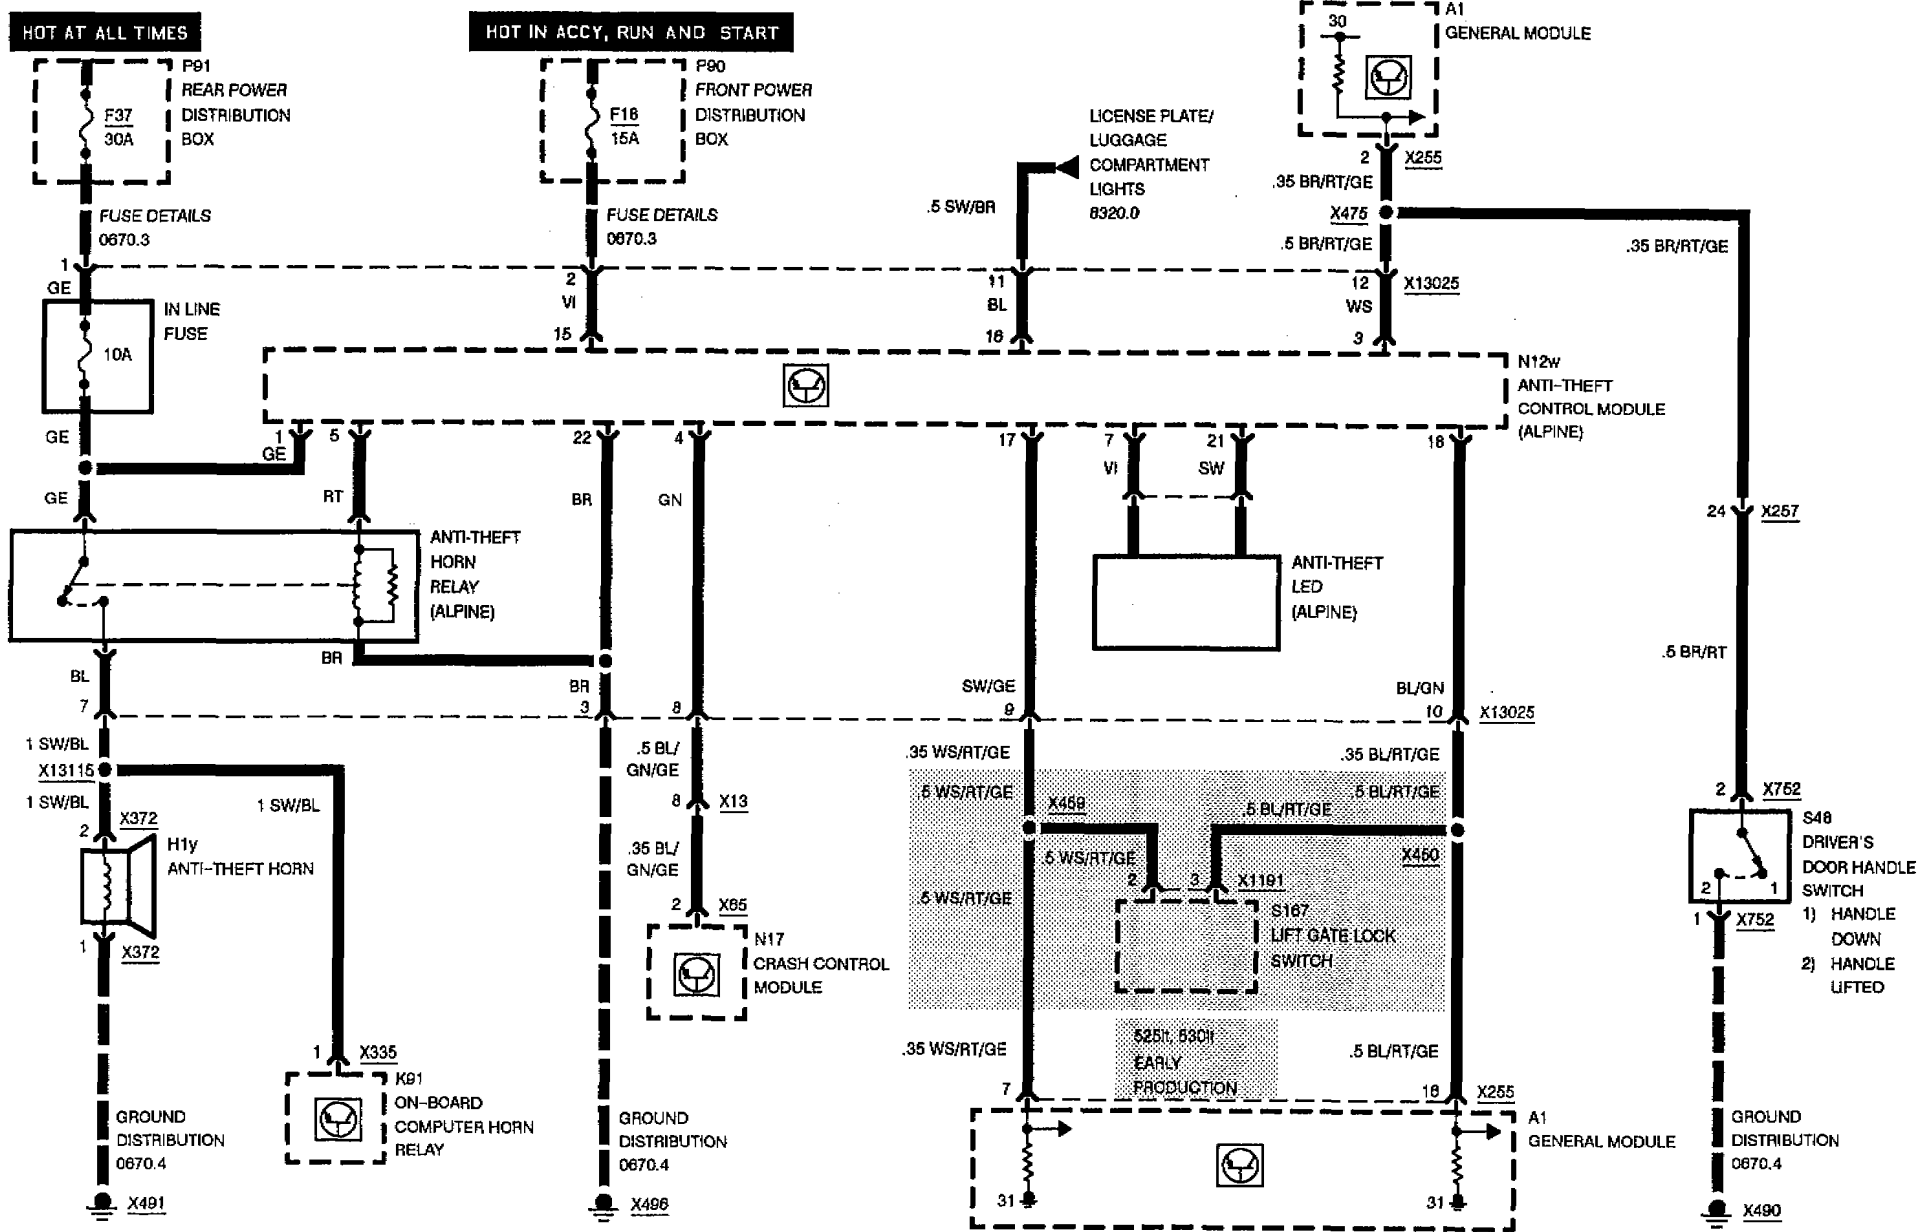 HOT AT ALL TIMES
HOT IN ACCY, RUN AND START
A1
GENERAL MODULE
30
P91
REAR POWER
DISTRIBUTION
BOX
F37
30A
P90
FRONT POWER
DISTRIBUTION
BOX
F18
15A
LICENSE PLATE/
LUGGAGE
COMPARTMENT
LIGHTS
8320.0
2
X255
.35 BR/RT/GE
X475
.5 BR/RT/GE
.35 BR/RT/GE
.5 SW/BR
FUSE DETAILS
0670.3
FUSE DETAILS
0670.3
1
GE
2
VI
15
11
BL
16
12
X13025
WS
3
IN LINE
FUSE
10A
N12w
ANTI-THEFT
CONTROL MODULE
(ALPINE)
GE
1
GE
5
22
4
17
7
21
18
VI
SW
GE
RT
BR
GN
24
X257
ANTI-THEFT
HORN
RELAY
(ALPINE)
ANTI-THEFT
LED
(ALPINE)
BR
BL
7
BR
3
8
SW/GE
9
BL/GN
10
X13025
.5 BR/RT
1 SW/BL
X13115
1 SW/BL
1 SW/BL
.5 BL/
GN/GE
8
X13
.35 BL/
GN/GE
2
X65
N17
CRASH CONTROL
MODULE
.35 WS/RT/GE
.35 BL/RT/GE
.5 WS/RT/GE
X459
.5 BL/RT/GE
.5 BL/RT/GE
.5 WS/RT/GE
X450
2
3
X1191
.5 WS/RT/GE
S167
LIFT GATE LOCK
SWITCH
2
X752
S48
DRIVER'S
DOOR HANDLE
SWITCH
1) HANDLE
DOWN
2) HANDLE
LIFTED
2
1
1
X752
2
X372
H1y
ANTI-THEFT HORN
1
X372
1
X335
K91
ON-BOARD
COMPUTER HORN
RELAY
525it, 530it
EARLY
PRODUCTION
.35 WS/RT/GE
.5 BL/RT/GE
7
16
X255
A1
GENERAL MODULE
31
31
GROUND
DISTRIBUTION
0670.4
X491
GROUND
DISTRIBUTION
0670.4
X496
GROUND
DISTRIBUTION
0670.4
X490